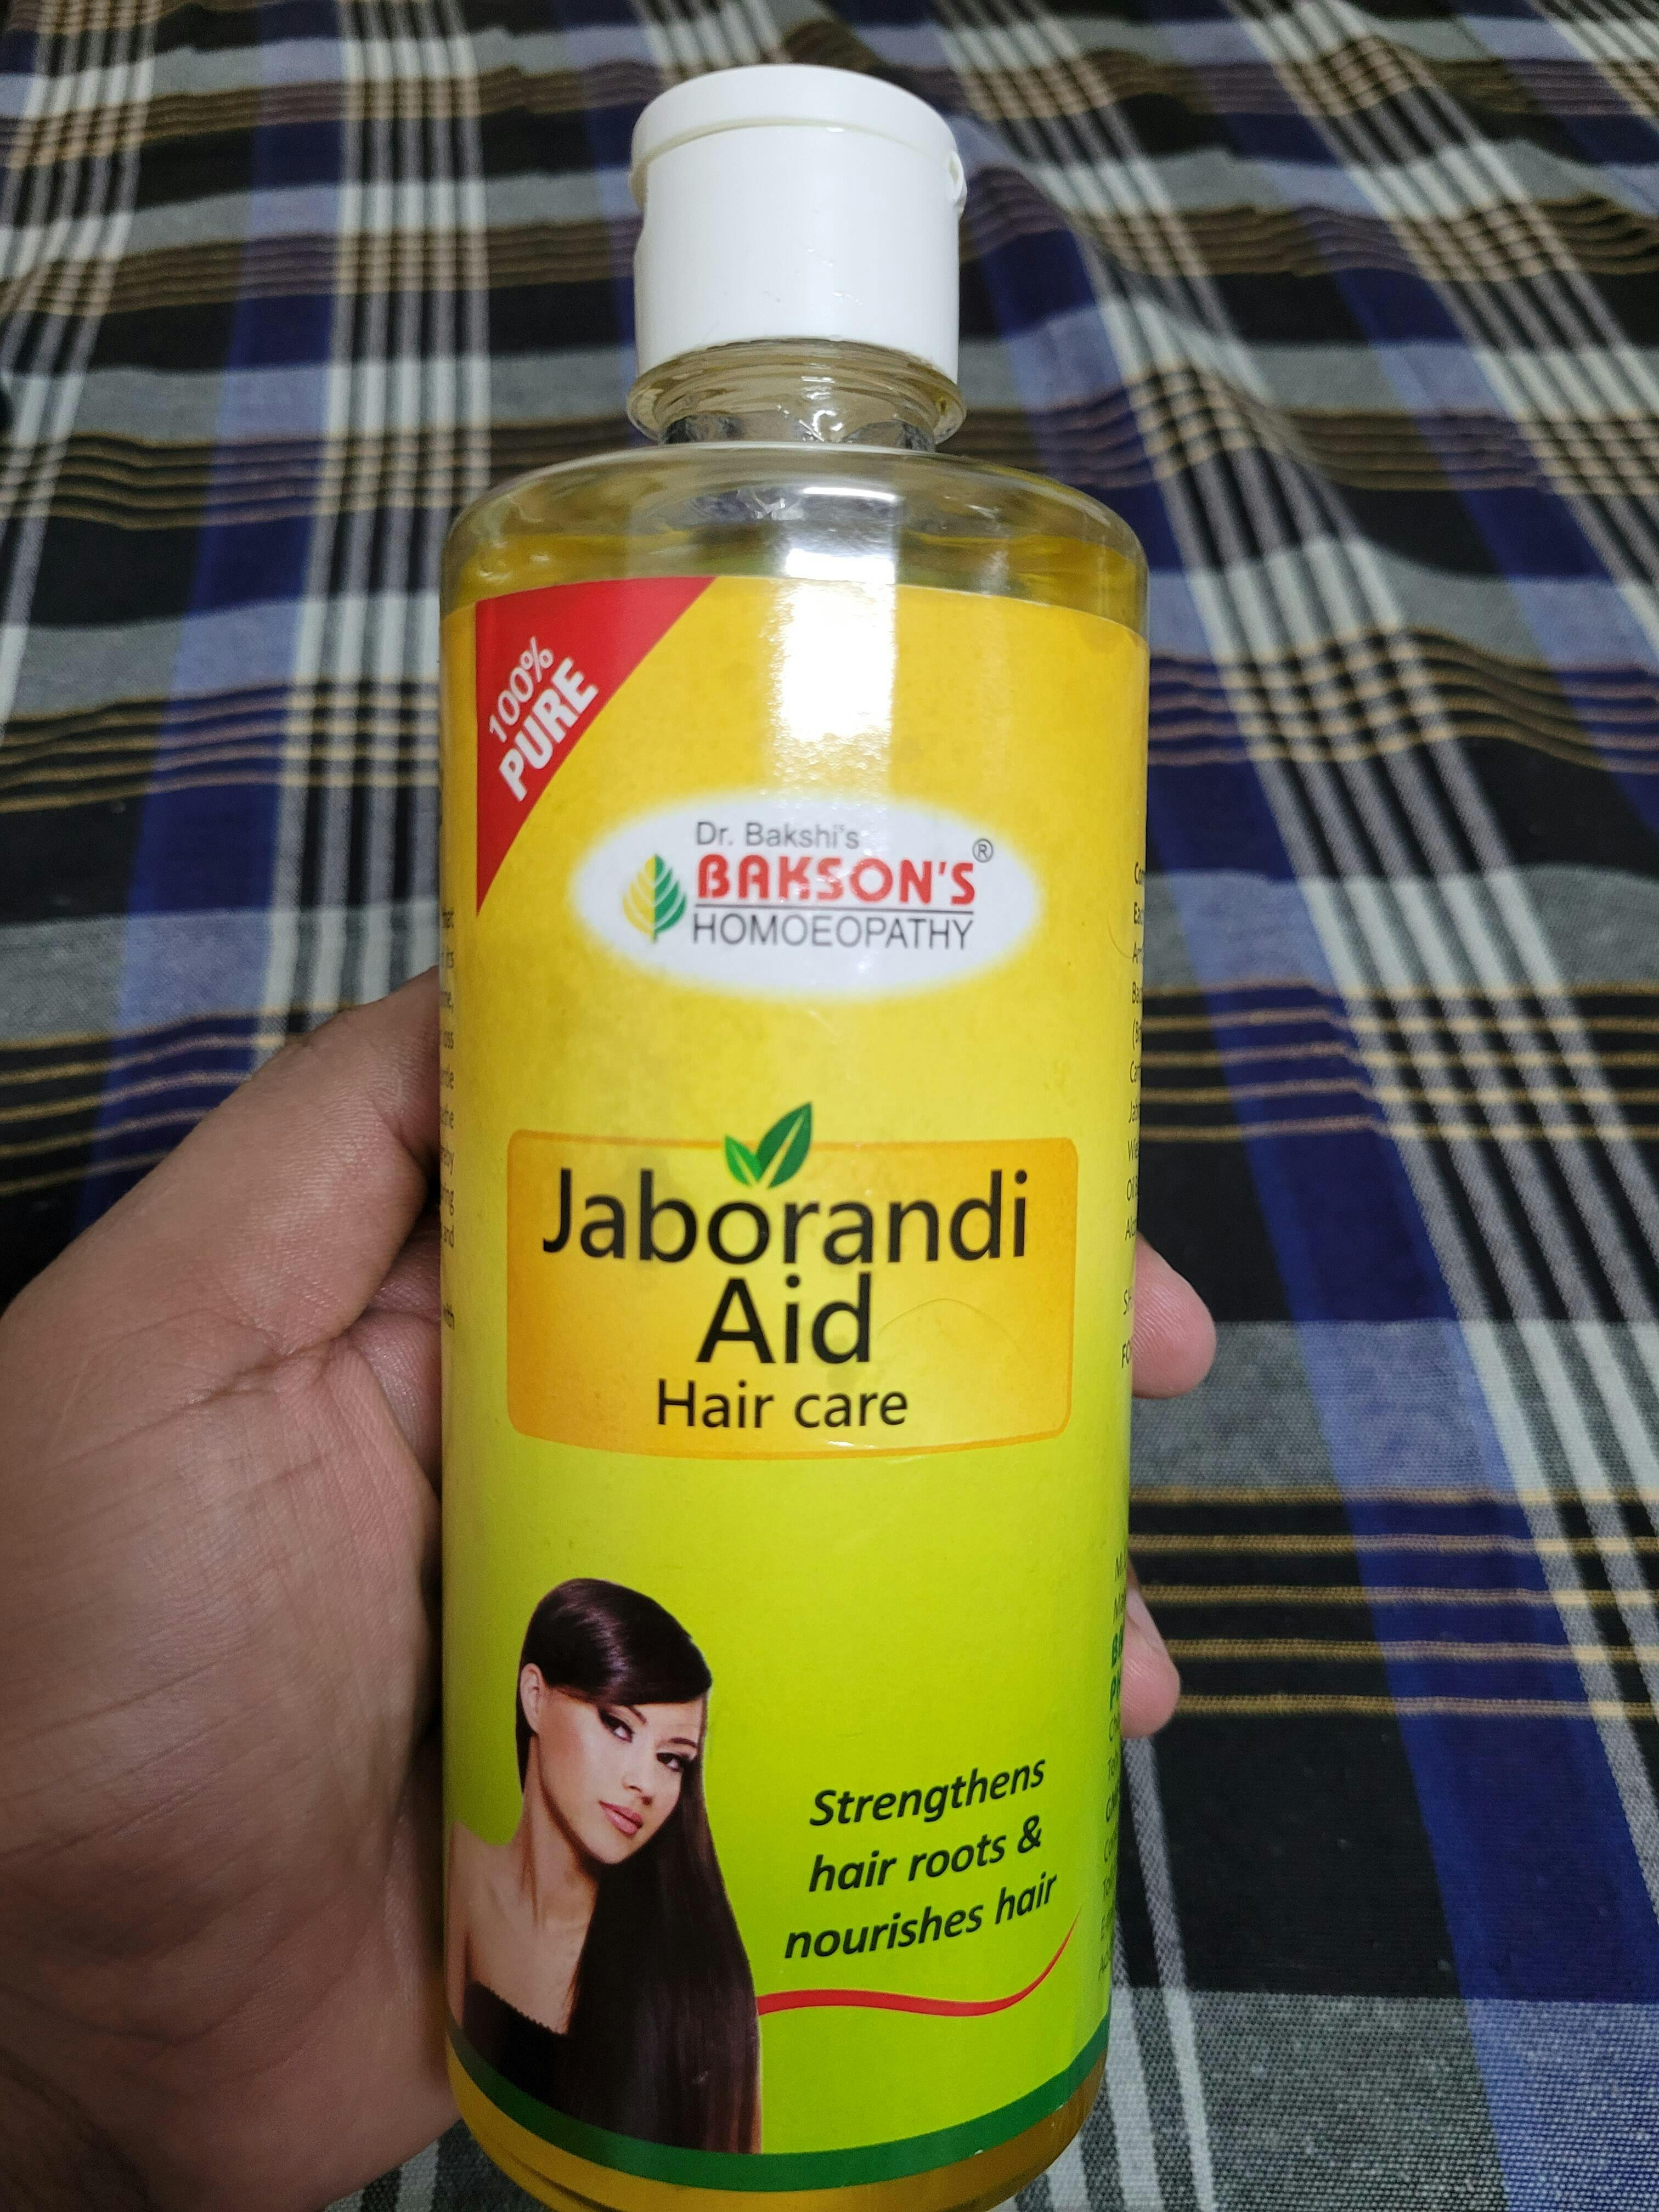 100%
PURE
Dr. Bakshi's
BAKSON'S®
HOMOEOPATHY
Jaborandi
Aid
Hair care
Strengthens
hair roots &
nourishes hair